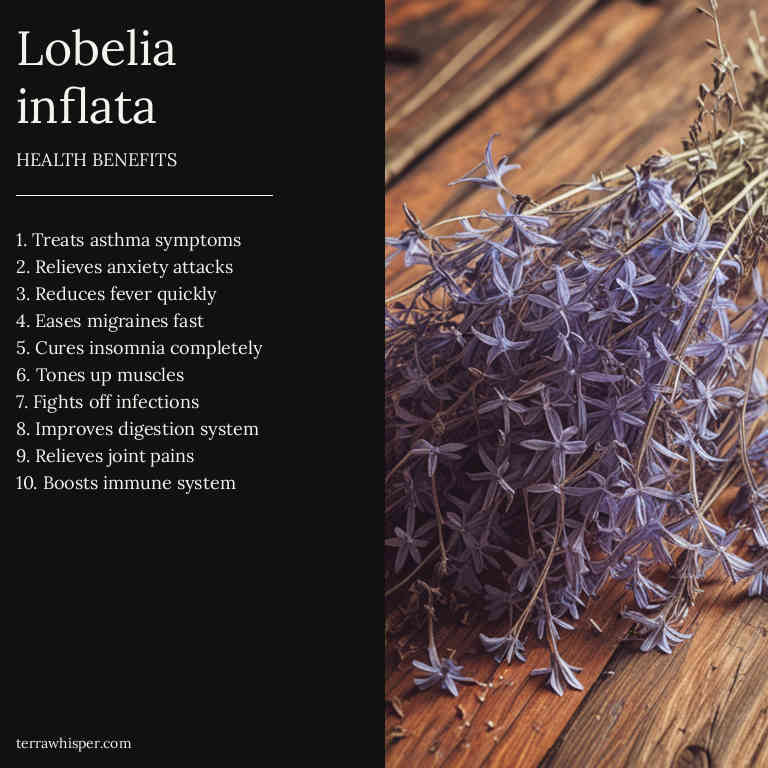 Lobelia
inflata
HEALTH BENEFITS
1. Treats asthma symptoms
2. Relieves anxiety attacks
3. Reduces fever quickly
4. Eases migraines fast
5. Cures insomnia completely
6. Tones up muscles
7. Fights off infections
8. Improves digestion system
9. Relieves joint pains
10. Boosts immune system
terrawhisper.com